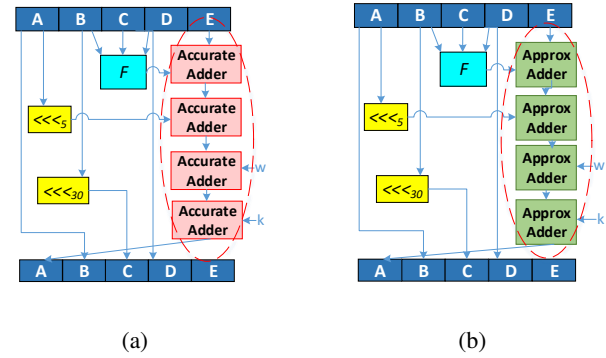 A B C D E
F
Accurate
Adder
<<<5
Accurate
Adder
Accurate
Adder
w
<<<30
Accurate
Adder
k
A B C D E
(a)
A B C D E
F
Approx
Adder
<<<5
Approx
Adder
Approx
Adder
w
<<<30
Approx
Adder
k
A B C D E
(b)